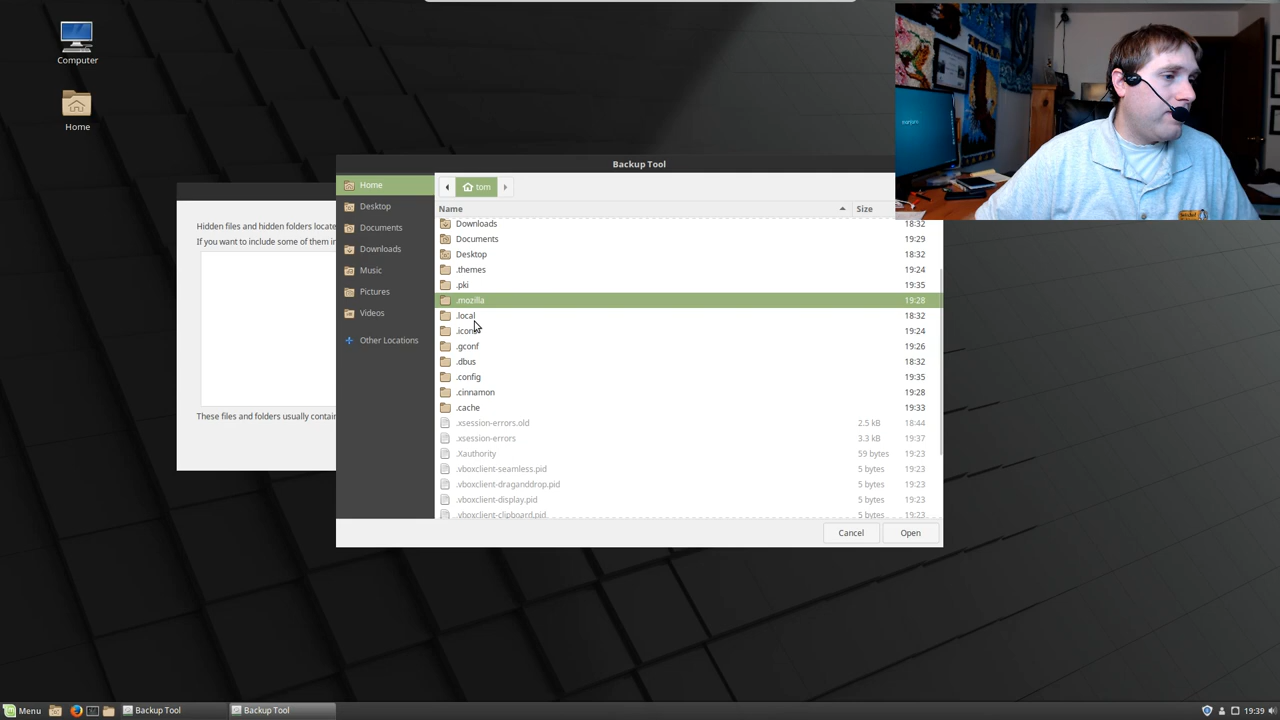 Computer
Home
Backup Tool
Hidden files and hidden folders locate
If you want to include some of them i
These files and folders usually contain
Home
Desktop
Documents
Downloads
Music
Pictures
Videos
Other Locations
tom
Name Size
Downloads 18:32
Documents 19:29
Desktop 18:32
.themes 19:24
.pki 19:35
.mozilla 19:28
.local 18:32
.icons 19:24
.gconf 19:26
.dbus 18:32
.config 19:35
.cinnamon 19:28
.cache 19:33
.xsession-errors.old 2.5 kB 18:44
.xsession-errors 3.3 kB 19:37
.Xauthority 59 bytes 19:23
.vboxclient-seamless.pid 5 bytes 19:23
.vboxclient-draganddrop.pid 5 bytes 19:23
.vboxclient-display.pid 5 bytes 19:23
.vboxclient-clipboard.pid 5 bytes 19:23
Cancel Open
Menu Backup Tool Backup Tool 19:39